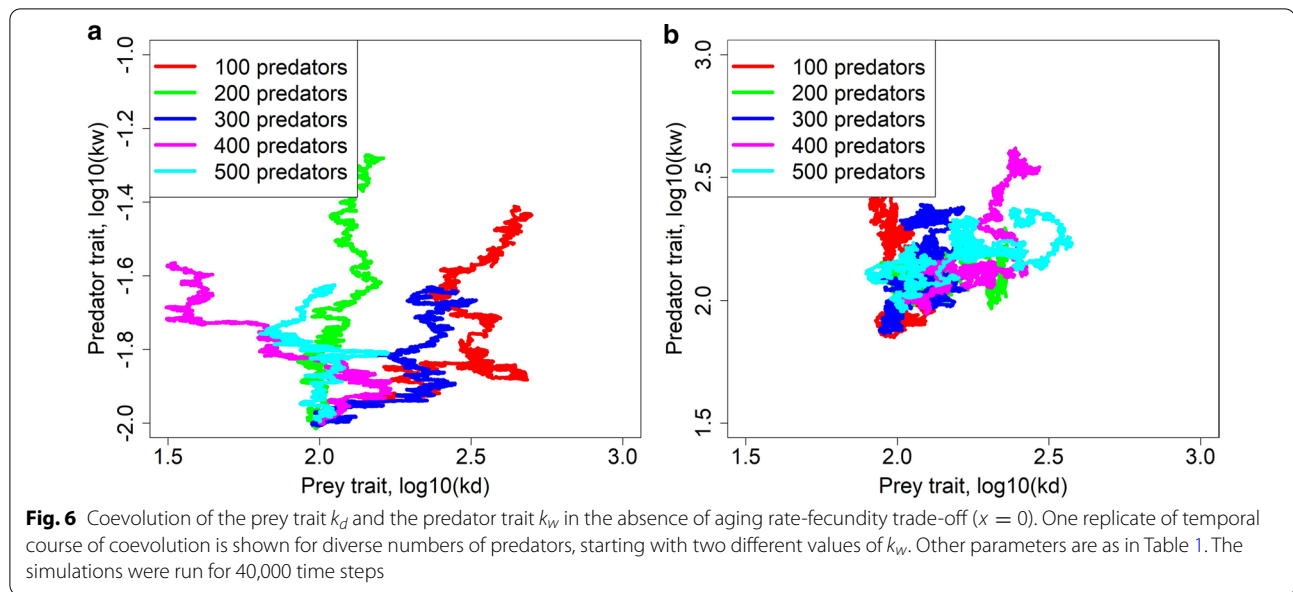 a
-1.0
-1.2
-1.4
-1.6
-1.8
-2.0
Predator trait, log10(kw)
100 predators
200 predators
300 predators
400 predators
500 predators
1.5 2.0 2.5 3.0
Prey trait, log10(kd)
b
3.0
2.5
2.0
1.5
Predator trait, log10(kw)
100 predators
200 predators
300 predators
400 predators
500 predators
1.5 2.0 2.5 3.0
Prey trait, log10(kd)
Fig. 6 Coevolution of the prey trait k_d and the predator trait k_w in the absence of aging rate-fecundity trade-off (x = 0). One replicate of temporal
course of coevolution is shown for diverse numbers of predators, starting with two different values of k_w. Other parameters are as in Table 1. The
simulations were run for 40,000 time steps